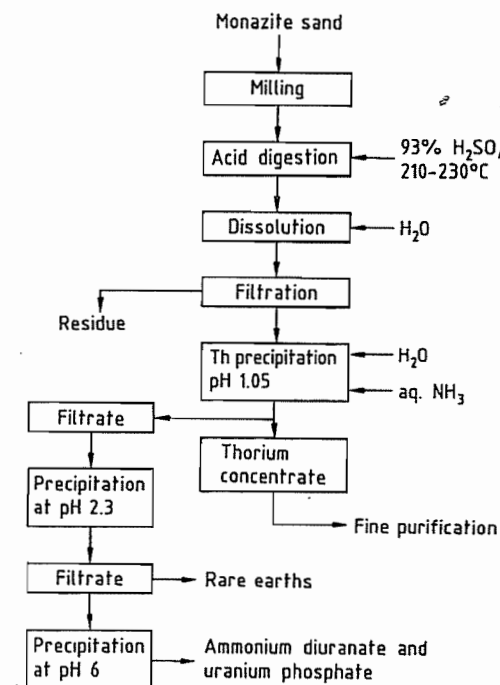 Monazite sand
Milling
Acid digestion
93% H₂SO₄
210-230°C
Dissolution
H₂O
Filtration
Residue
Th precipitation
pH 1.05
H₂O
aq. NH₃
Filtrate
Thorium
concentrate
Precipitation
at pH 2.3
Fine purification
Filtrate
Rare earths
Precipitation
at pH 6
Ammonium diuranate and
uranium phosphate